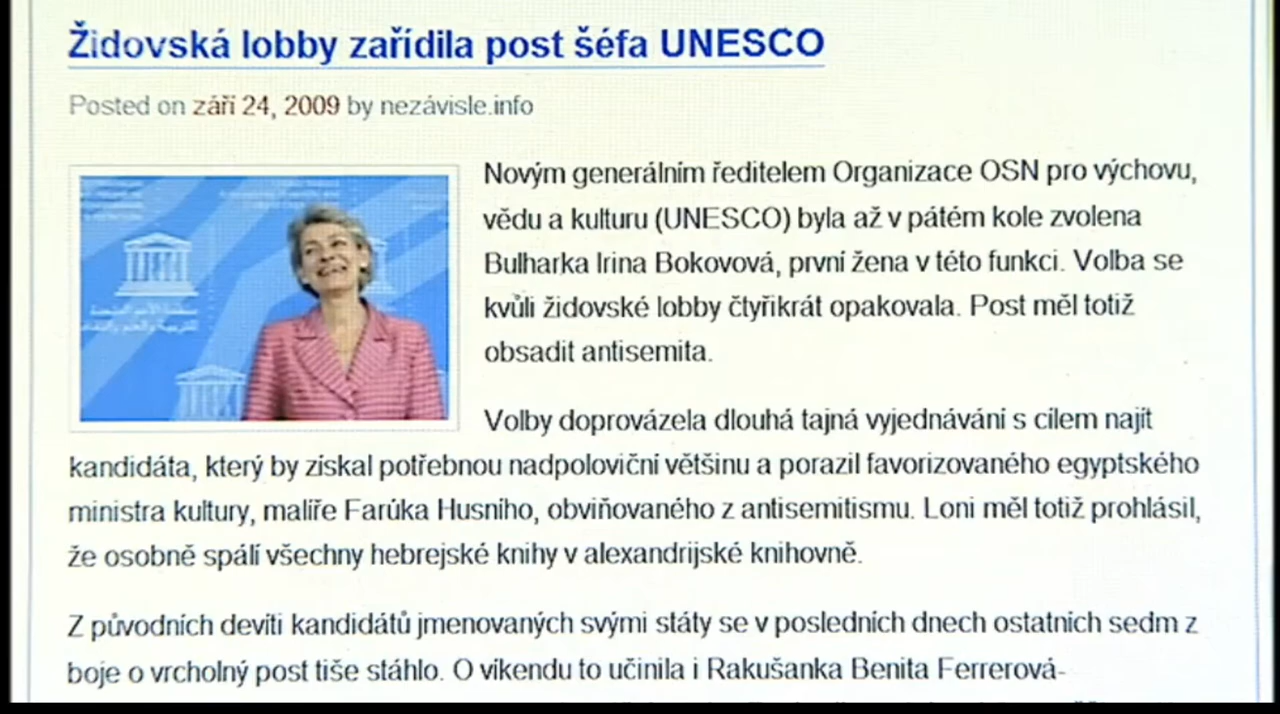 Židovská lobby zařídila post šéfa UNESCO
Posted on září 24, 2009 by nezávisle.info
Novým generálním ředitelem Organizace OSN pro výchovu,
vědu a kulturu (UNESCO) byla až v pátém kole zvolena
Bulharka Irina Bokovová, první žena v této funkci. Volba se
kvůli židovské lobby čtyřikrát opakovala. Post měl totiž
obsadit antisemita.
Volby doprovázela dlouhá tajná vyjednávání s cílem najít
kandidáta, který by získal potřebnou nadpoloviční většinu a porazil favorizovaného egyptského
ministra kultury, malíře Farúka Husního, obviňovaného z antisemitismu. Loni měl totiž prohlásil,
že osobně spálí všechny hebrejské knihy v alexandrijské knihovně.
Z původních devíti kandidátů jmenovaných svými státy se v posledních dnech ostatních sedm z
boje o vrcholný post tiše stáhlo. O víkendu to učinila i Rakušanka Benita Ferrerová-